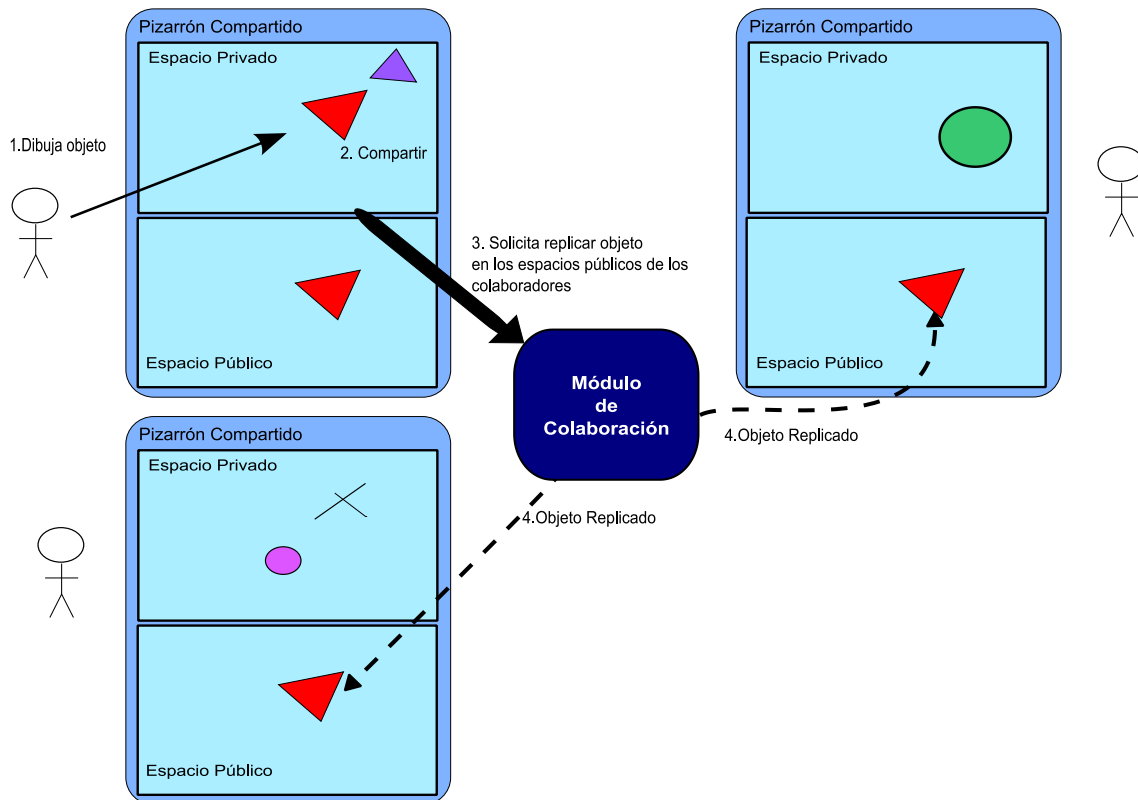 Pizarrón Compartido
Espacio Privado
1.Dibuja objeto
2. Compartir
Espacio Público
3. Solicita replicar objeto
en los espacios públicos de los
colaboradores
Módulo
de
Colaboración
Pizarrón Compartido
Espacio Privado
Espacio Público
4.Objeto Replicado
Pizarrón Compartido
Espacio Privado
4.Objeto Replicado
Espacio Público